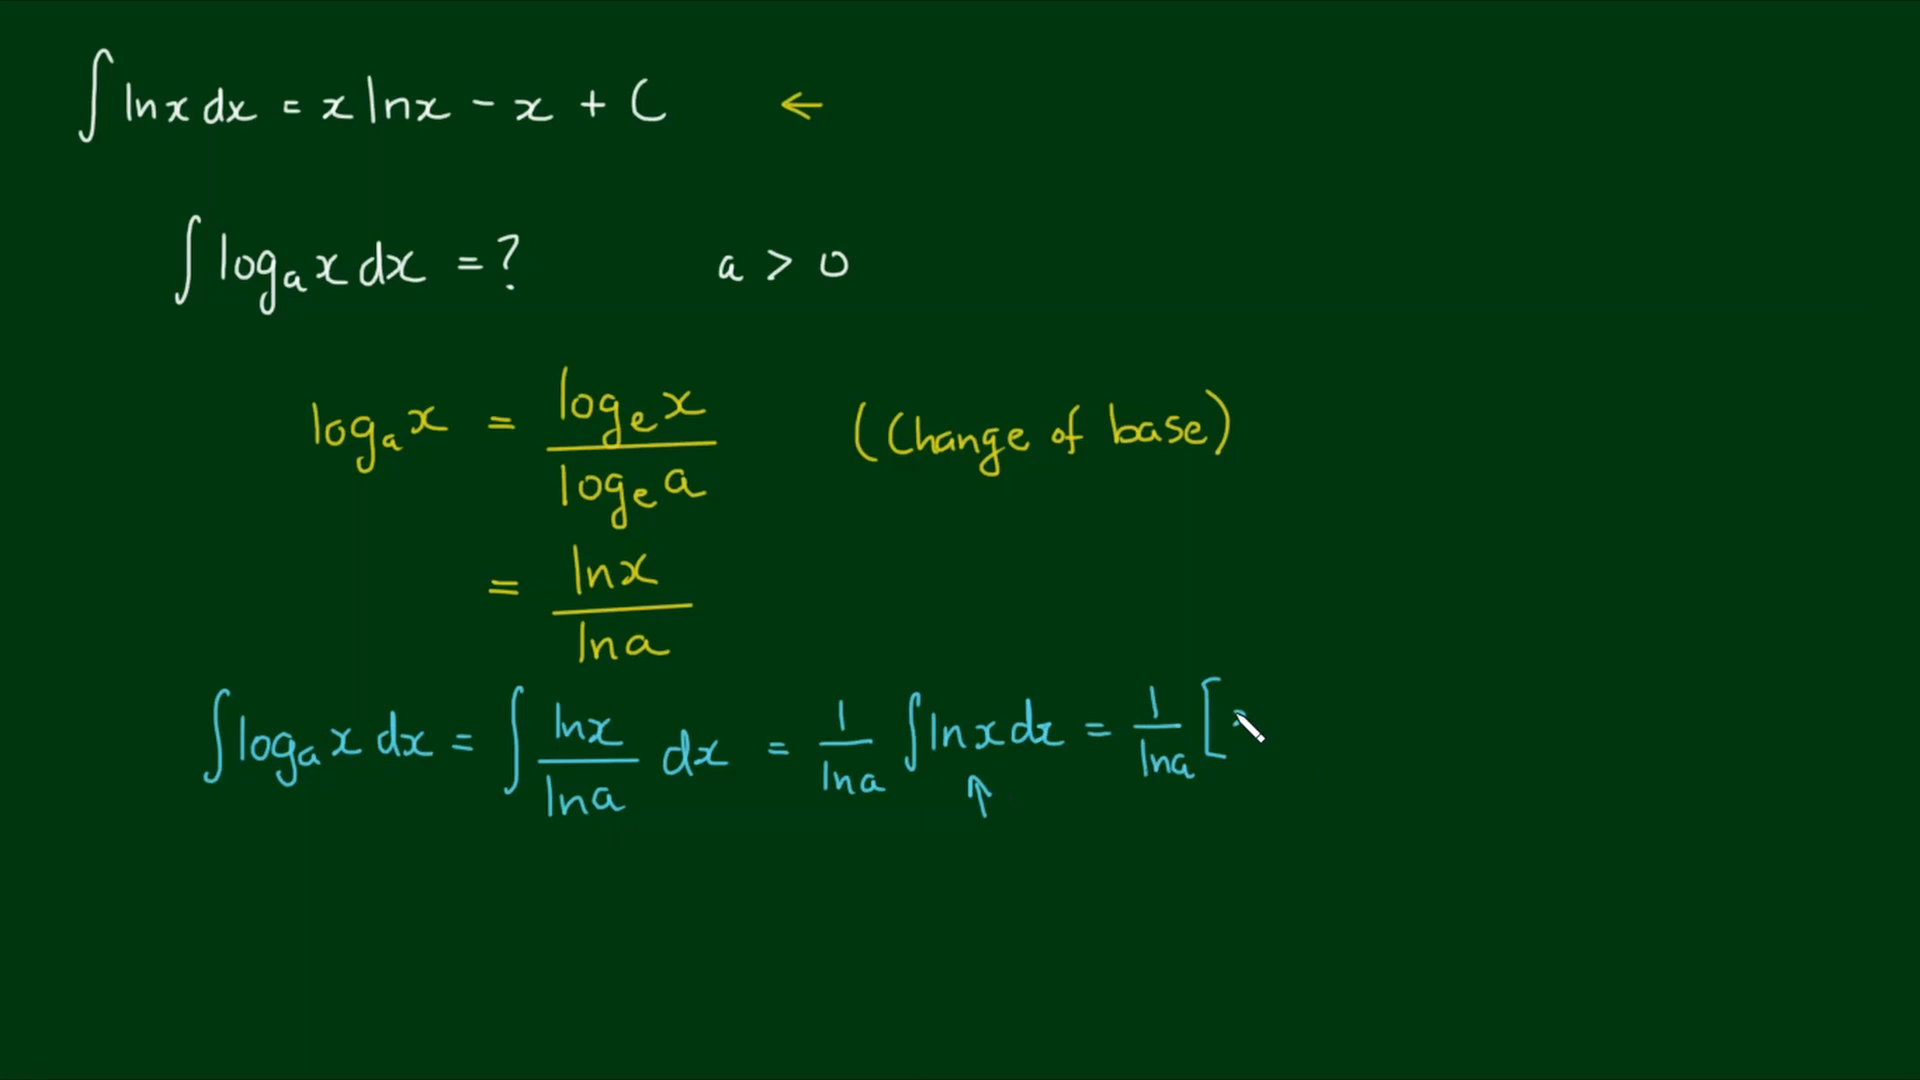 ∫ ln x dx = x ln x - x + C ←
∫ logₐ x dx = ? a > 0
logₐ x = logₑ x / logₑ a (Change of base)
= ln x / ln a
∫ logₐ x dx = ∫ ln x / ln a dx = 1 / ln a ∫ ln x dx = 1 / ln a [
↑